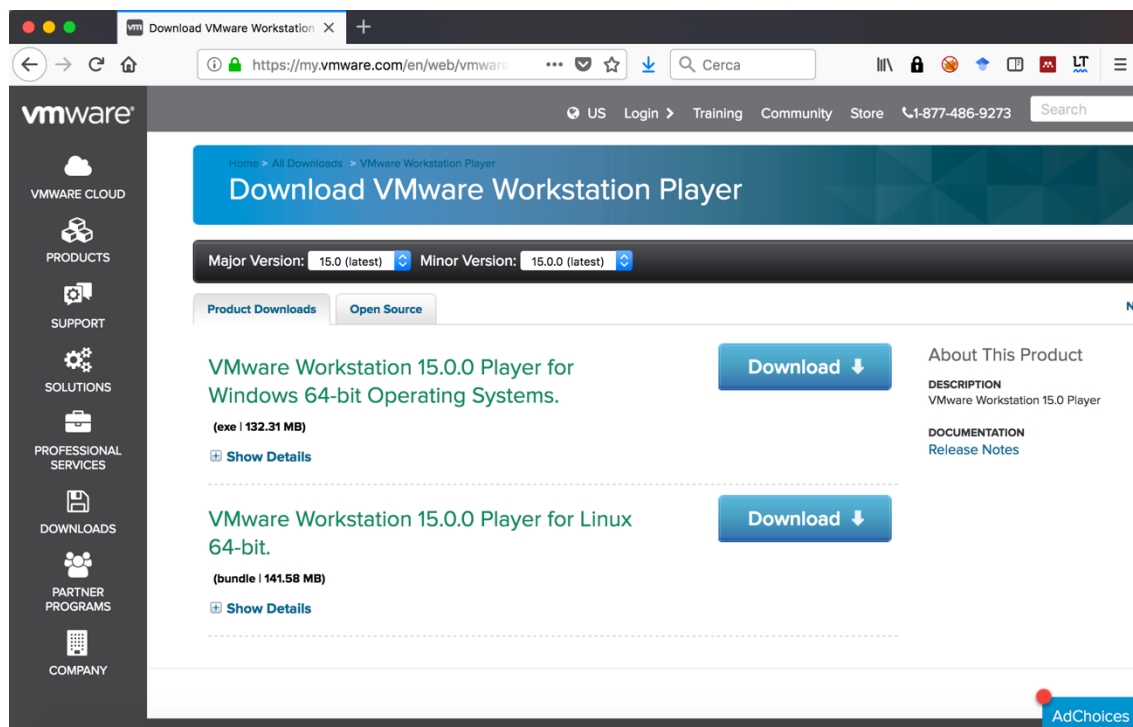 Download VMware Workstation
https://my.vmware.com/en/web/vmware
Cerca
LT
vmware
US Login Training Community Store 1-877-486-9273 Search
VMWARE CLOUD
PRODUCTS
SUPPORT
SOLUTIONS
PROFESSIONAL
SERVICES
DOWNLOADS
PARTNER
PROGRAMS
COMPANY
Home > All Downloads > VMware Workstation Player
Download VMware Workstation Player
Major Version: 15.0 (latest) Minor Version: 15.0.0 (latest)
Product Downloads Open Source N
VMware Workstation 15.0.0 Player for
Windows 64-bit Operating Systems.
(exe | 132.31 MB)
Show Details
Download
VMware Workstation 15.0.0 Player for Linux
64-bit.
(bundle | 141.58 MB)
Show Details
Download
About This Product
DESCRIPTION
VMware Workstation 15.0 Player
DOCUMENTATION
Release Notes
AdChoices